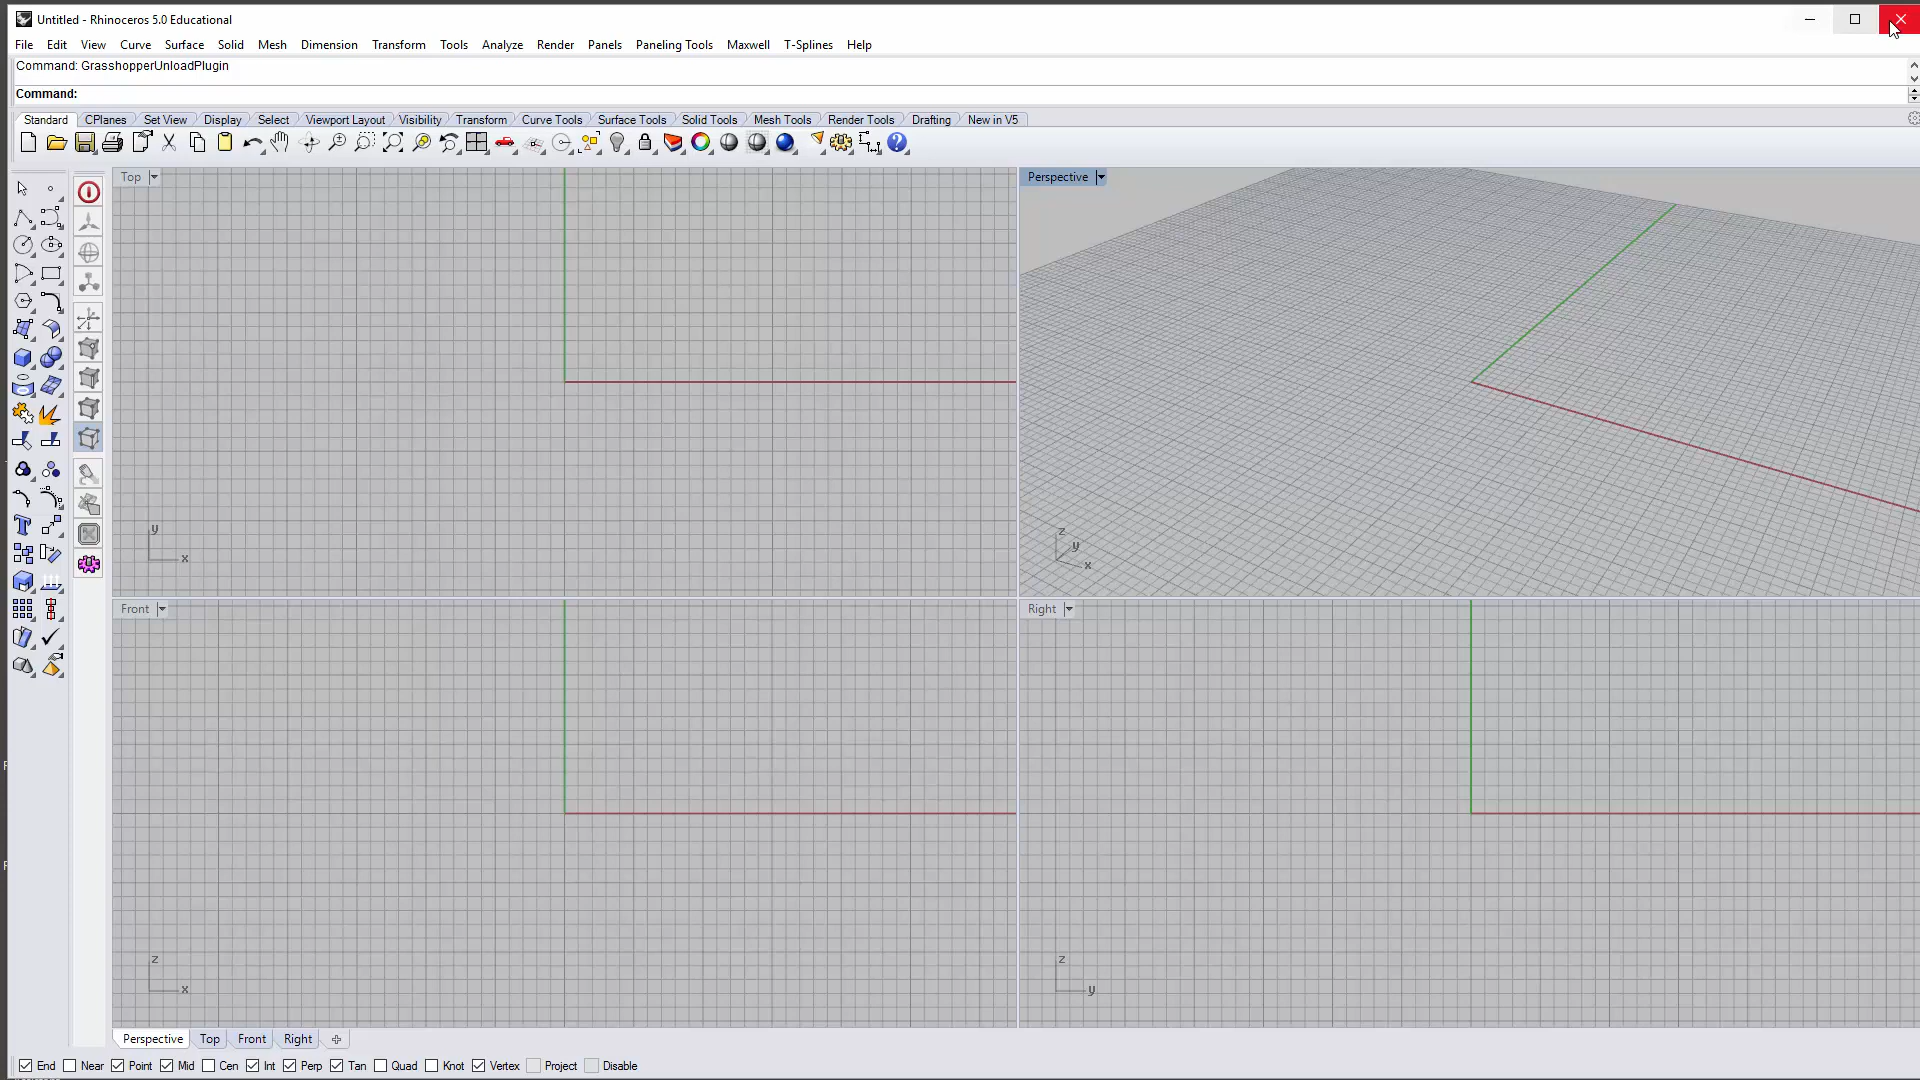 Untitled - Rhinoceros 5.0 Educational
File Edit View Curve Surface Solid Mesh Dimension Transform Tools Analyze Render Panels Paneling Tools Maxwell T-Splines Help
Command: GrasshopperUnloadPlugin
Command:
Standard CPlanes Set View Display Select Viewport Layout Visibility Transform Curve Tools Surface Tools Solid Tools Mesh Tools Render Tools Drafting New in V5
Top
Perspective
y
x
z
y
x
Front
Right
z
x
z
y
Perspective Top Front Right
End Near Point Mid Cen Int Perp Tan Quad Knot Vertex Project Disable